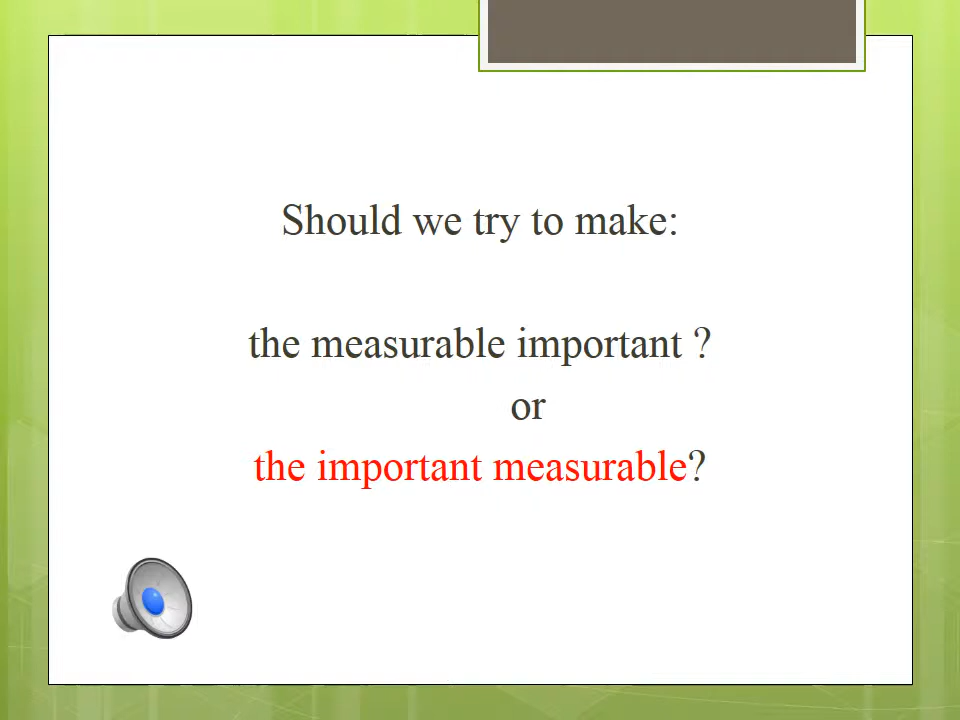 Should we try to make:
the measurable important ?
or
the important measurable?